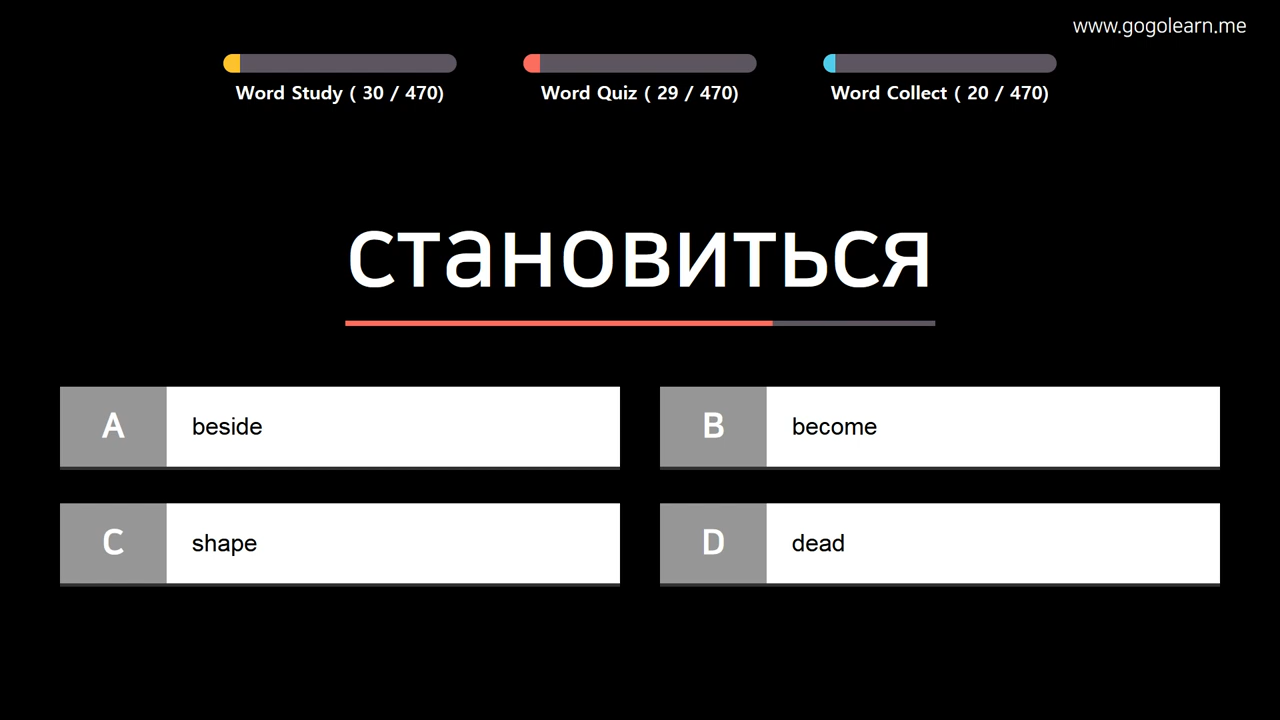 www.gogolearn.me
Word Study ( 30 / 470)
Word Quiz ( 29 / 470)
Word Collect ( 20 / 470)
становиться
A beside
B become
C shape
D dead